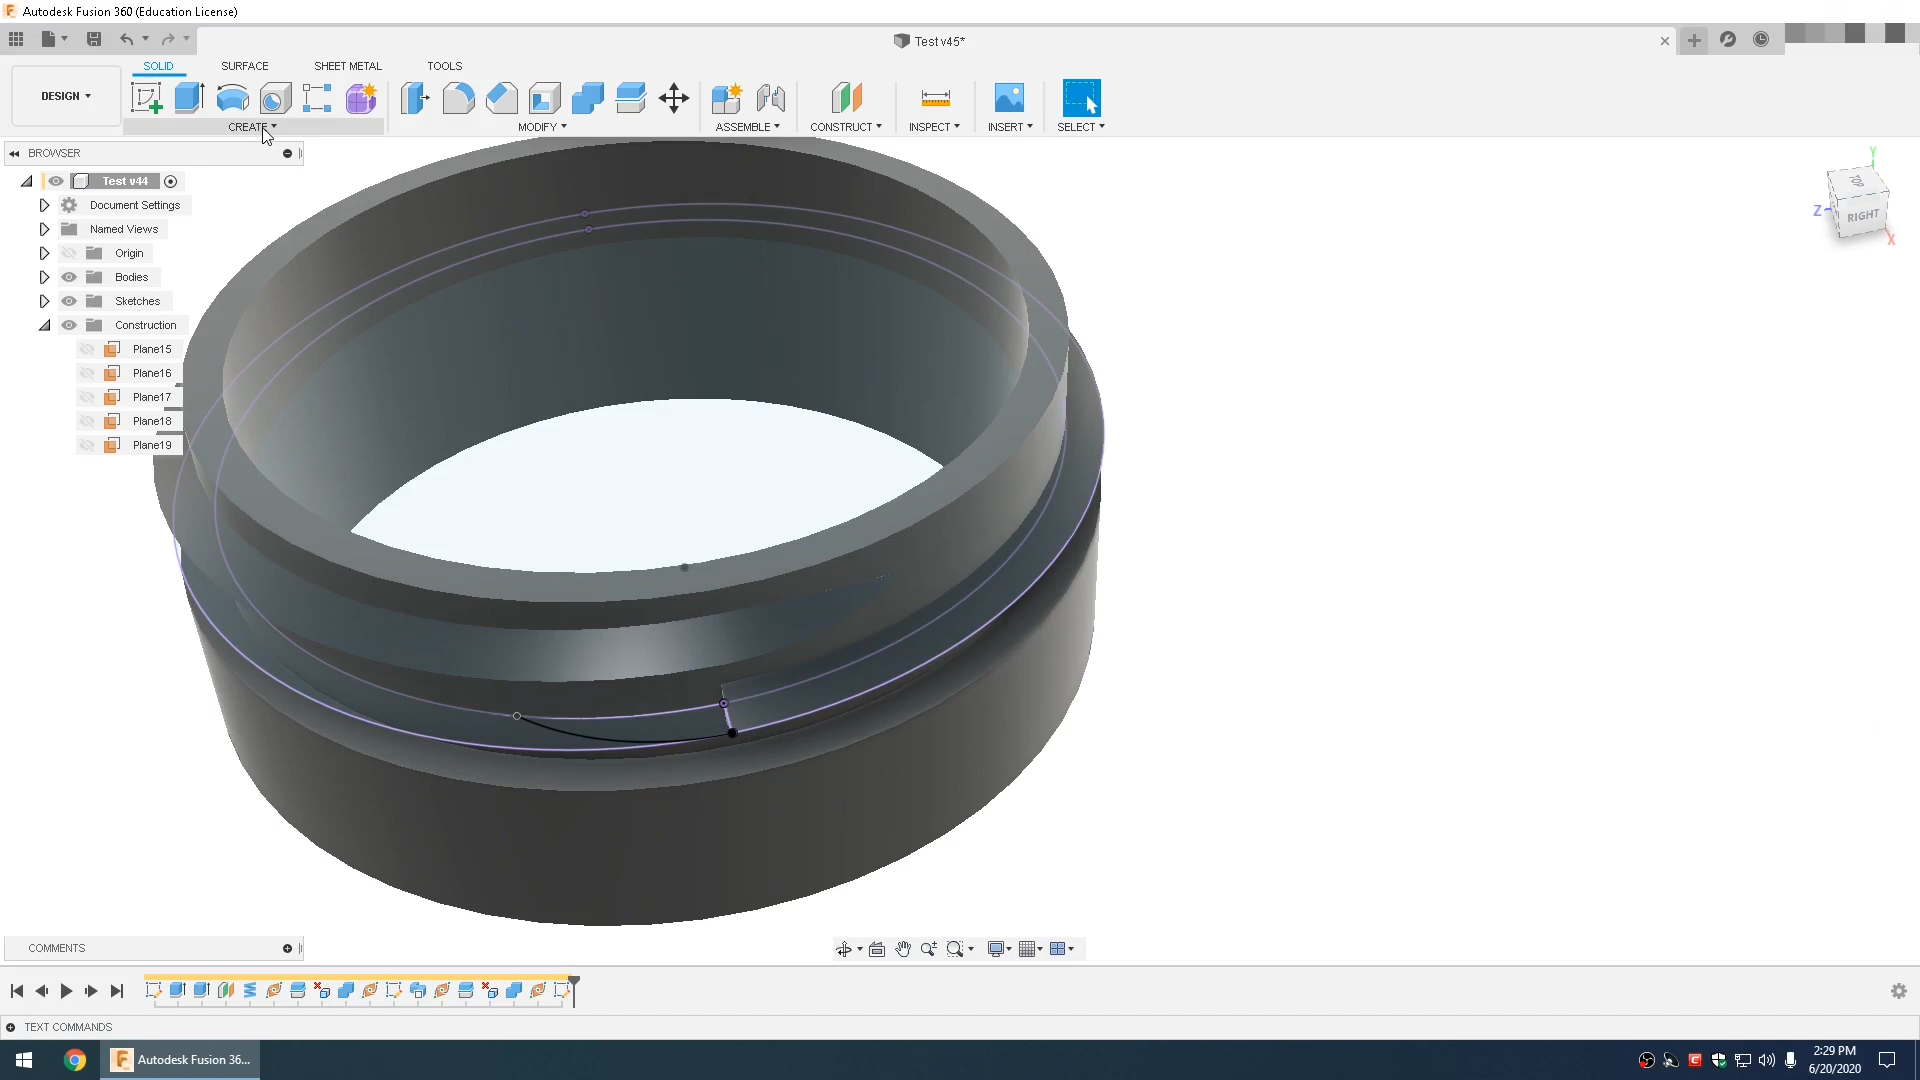 Autodesk Fusion 360 (Education License)
Test v45*
DESIGN
SOLID
SURFACE
SHEET METAL
TOOLS
CREATE
MODIFY
ASSEMBLE
CONSTRUCT
INSPECT
INSERT
SELECT
BROWSER
Test v44
Document Settings
Named Views
Origin
Bodies
Sketches
Construction
Plane15
Plane16
Plane17
Plane18
Plane19
Y
TOP
Z
RIGHT
X
COMMENTS
TEXT COMMANDS
Autodesk Fusion 36...
2:29 PM
6/20/2020